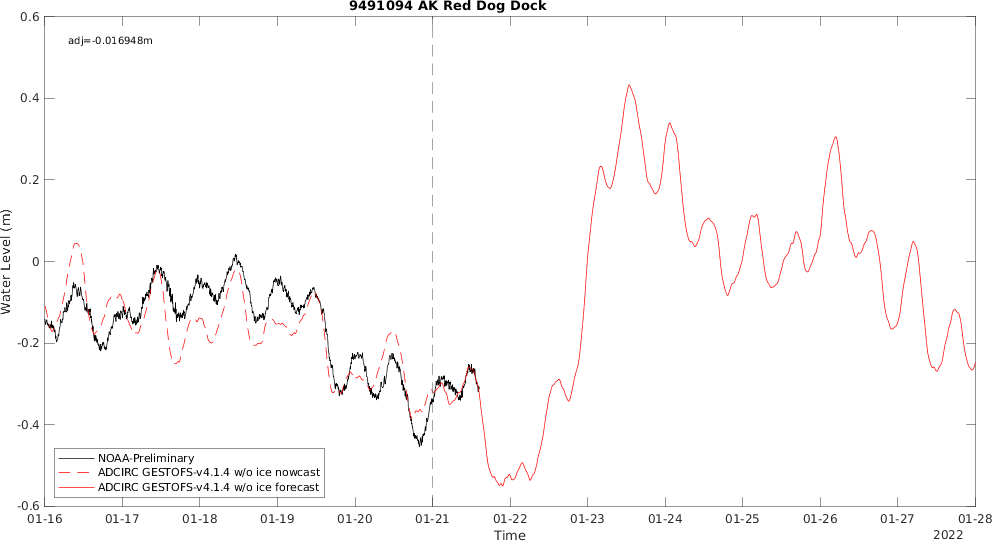 9491094 AK Red Dog Dock
adj=-0.016948m
0.6
0.4
0.2
0
-0.2
-0.4
-0.6
Water Level (m)
NOAA-Preliminary
ADCIRC GESTOFS-v4.1.4 w/o ice nowcast
ADCIRC GESTOFS-v4.1.4 w/o ice forecast
01-16 01-17 01-18 01-19 01-20 01-21 01-22 01-23 01-24 01-25 01-26 01-27 01-28
Time
2022